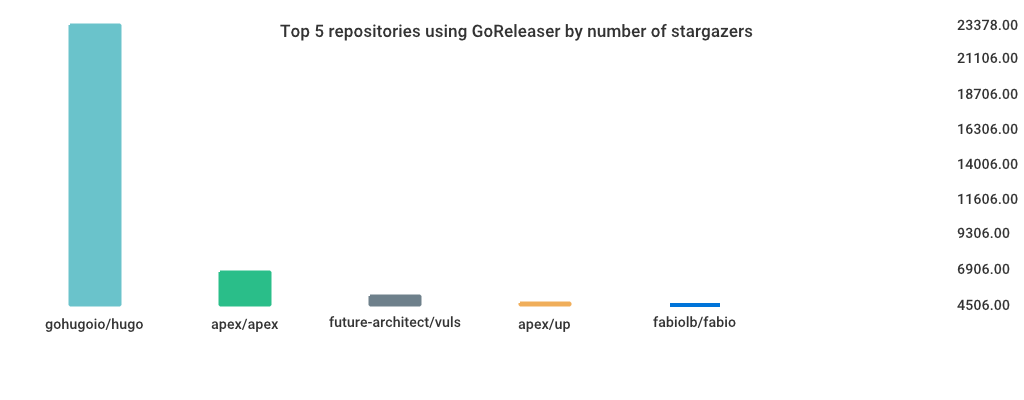 Top 5 repositories using GoReleaser by number of stargazers
23378.00
21106.00
18706.00
16306.00
14006.00
11606.00
9306.00
6906.00
4506.00
gohugoio/hugo
apex/apex
future-architect/vuls
apex/up
fabiolb/fabio